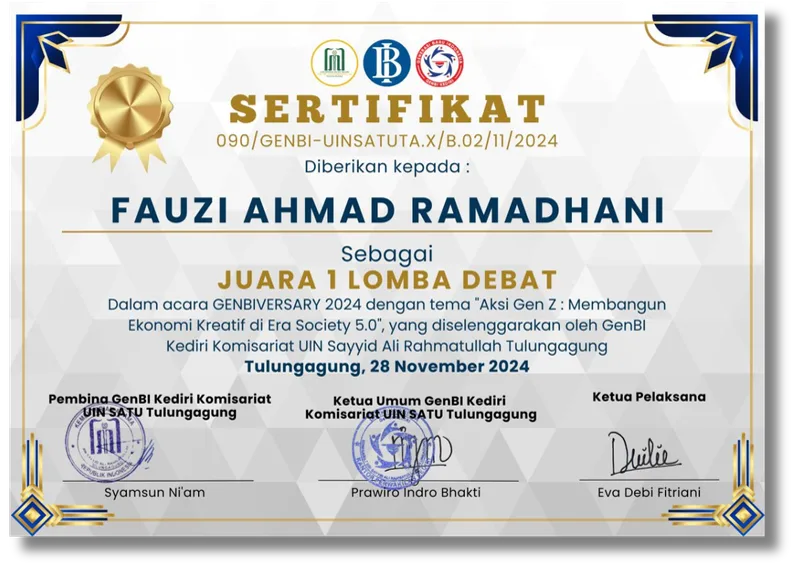 SERTIFIKAT
090/GENBI-UINSATUTA.X/B.02/11/2024
Diberikan kepada :
FAUZI AHMAD RAMADHANI
Sebagai
JUARA 1 LOMBA DEBAT
Dalam acara GENBIVERSARY 2024 dengan tema "Aksi Gen Z : Membangun
Ekonomi Kreatif di Era Society 5.0", yang diselenggarakan oleh GenBI
Kediri Komisariat UIN Sayyid Ali Rahmatullah Tulungagung
Tulungagung, 28 November 2024
Pembina GenBI Kediri Komisariat
UIN SATU Tulungagung
Ketua Umum GenBI Kediri
Komisariat UIN SATU Tulungagung
Ketua Pelaksana
REPUBLIK INDONESIA
Syamsun Ni'am
Prawiro Indro Bhakti
Eva Debi Fitriani